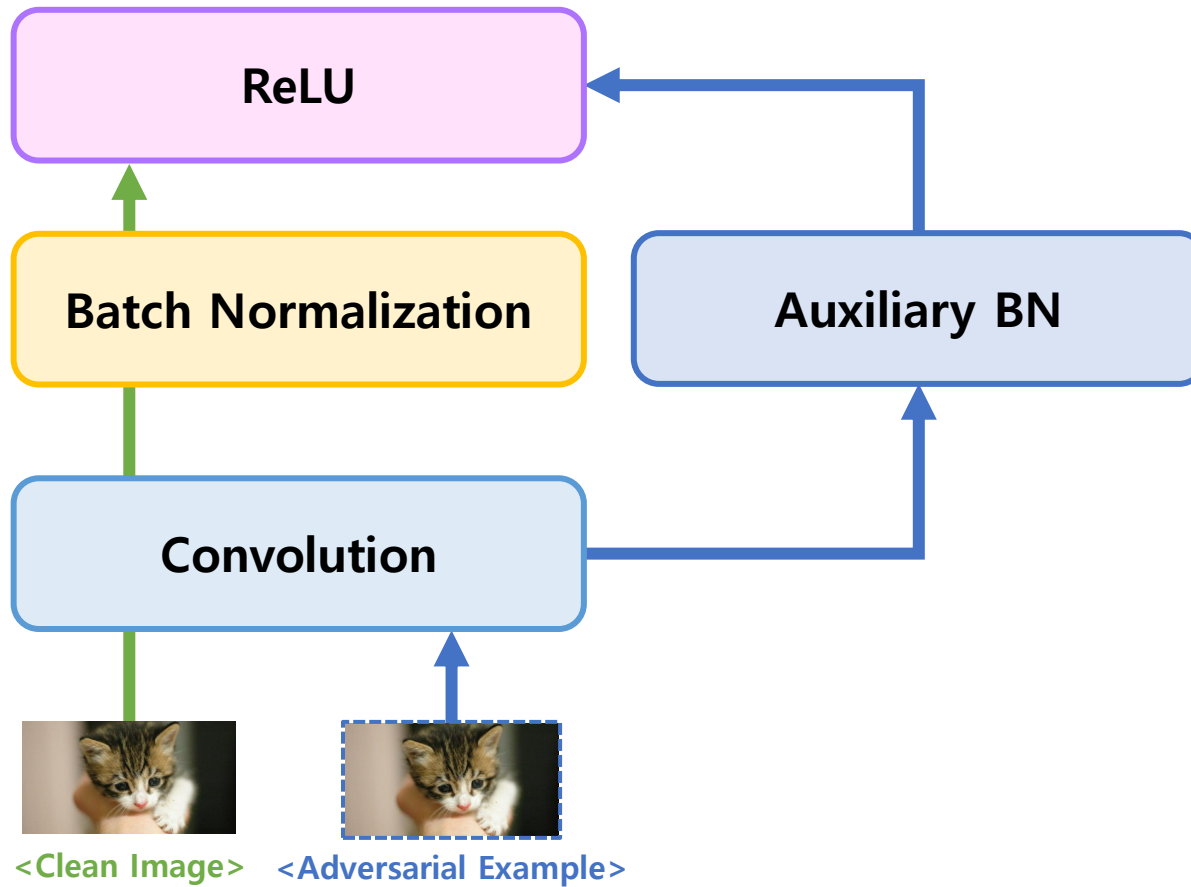 ReLU
Batch Normalization
Auxiliary BN
Convolution
<Clean Image>
<Adversarial Example>